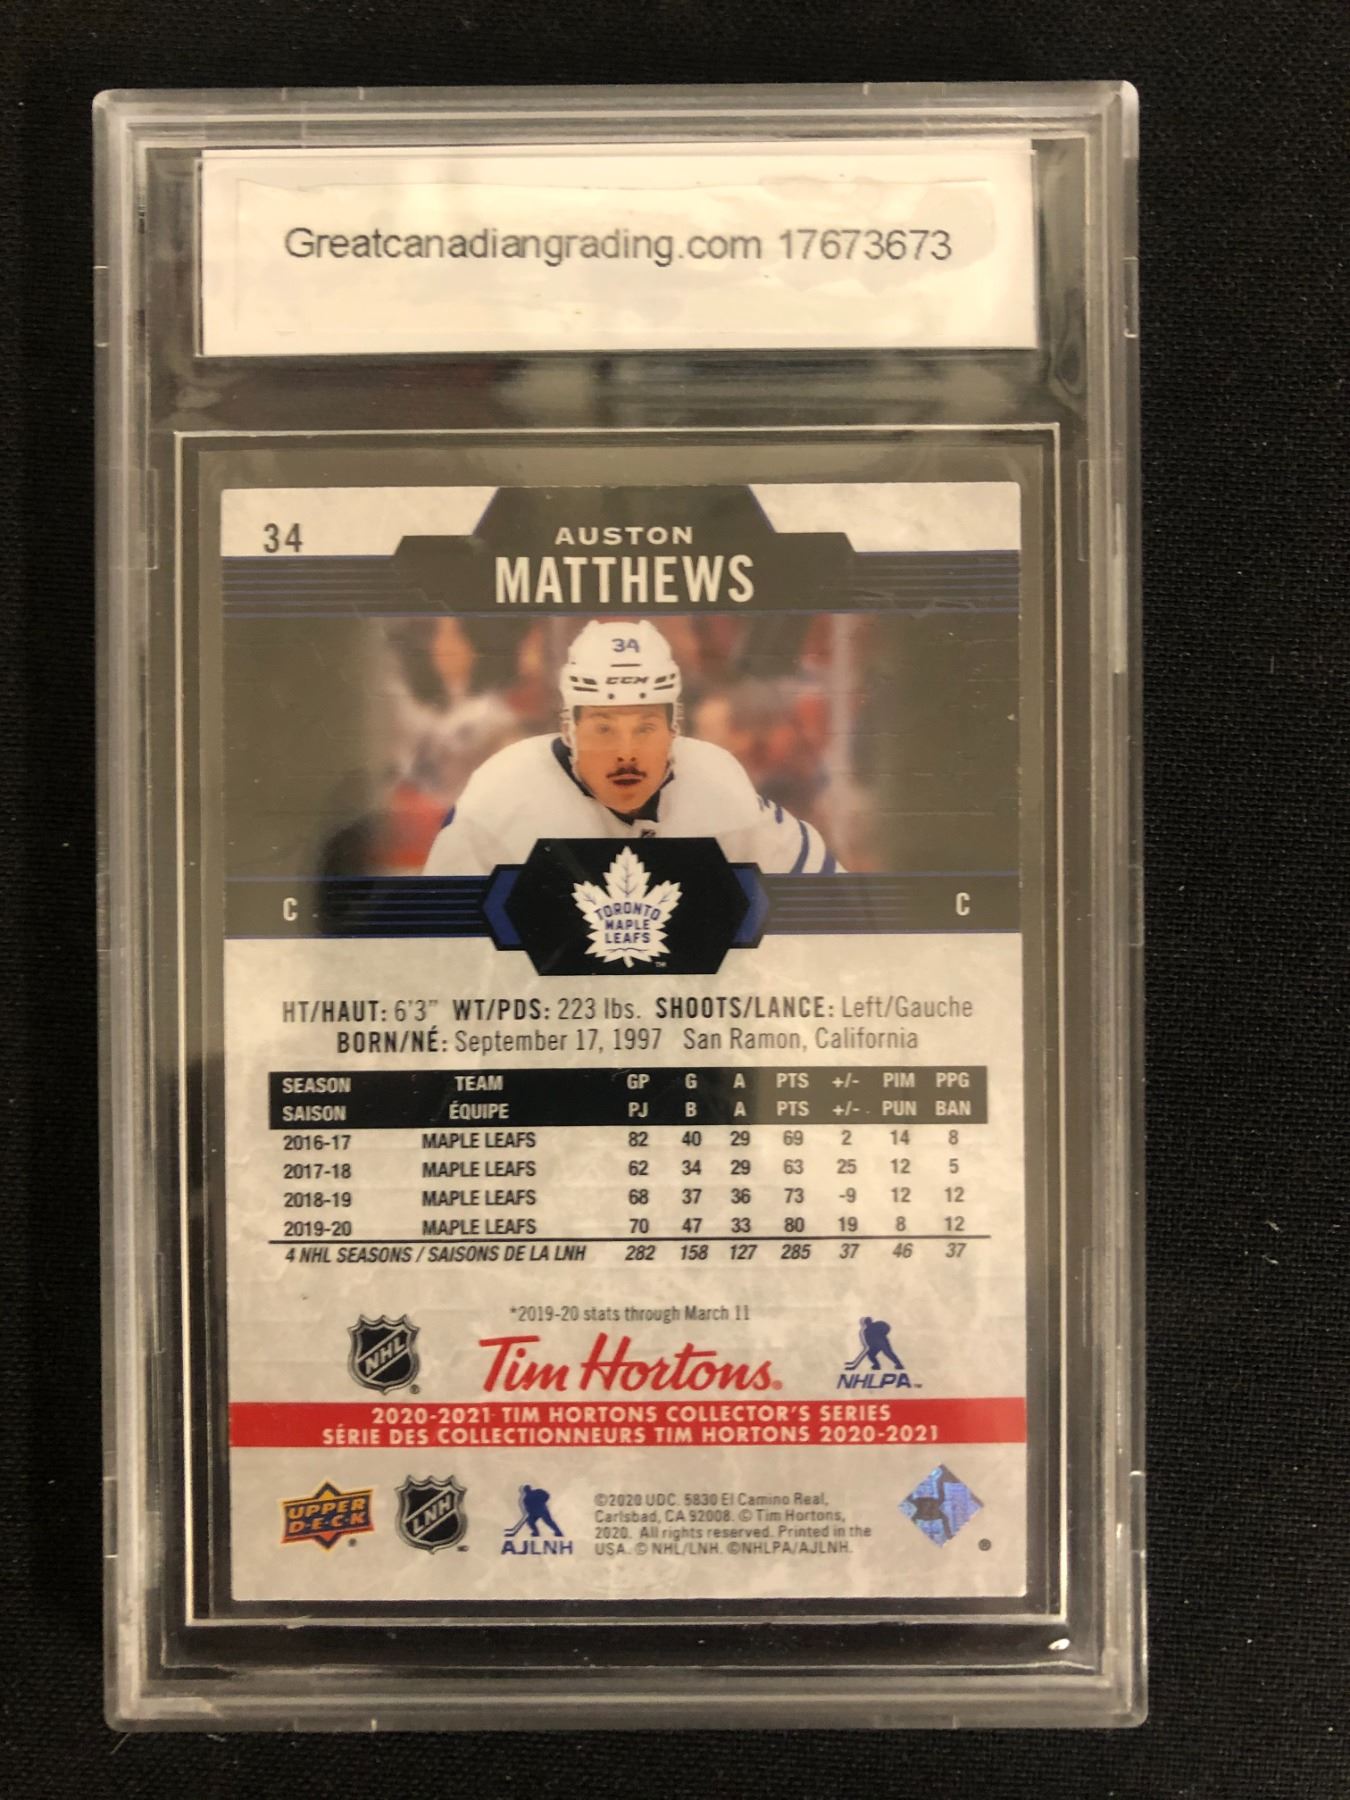 Greatcanadiangrading.com 17673673
34
AUSTON
MATTHEWS
34
CCM
TORONTO
MAPLE
LEAFS
TM
C C
HT/HAUT: 6'3" WT/PDS: 223 lbs. SHOOTS/LANCE: Left/Gauche
BORN/NÉ: September 17, 1997 San Ramon, California
SEASON TEAM GP G A PTS +/- PIM PPG
SAISON ÉQUIPE PJ B A PTS +/- PUN BAN
2016-17 MAPLE LEAFS 82 40 29 69 2 14 8
2017-18 MAPLE LEAFS 62 34 29 63 25 12 5
2018-19 MAPLE LEAFS 68 37 36 73 -9 12 12
2019-20 MAPLE LEAFS 70 47 33 80 19 8 12
4 NHL SEASONS / SAISONS DE LA LNH 282 158 127 285 37 46 37
*2019-20 stats through March 11
NHL ® Tim Hortons® NHLPA™
2020-2021 TIM HORTONS COLLECTOR'S SERIES
SÉRIE DES COLLECTIONNEURS TIM HORTONS 2020-2021
UPPER
D·E·C·K ®
LNH
AJLNH
©2020 UDC. 5830 El Camino Real,
Carlsbad, CA 92008. © Tim Hortons,
2020. All rights reserved. Printed in the
USA. © NHL/LNH. ©NHLPA/AJLNH.
®